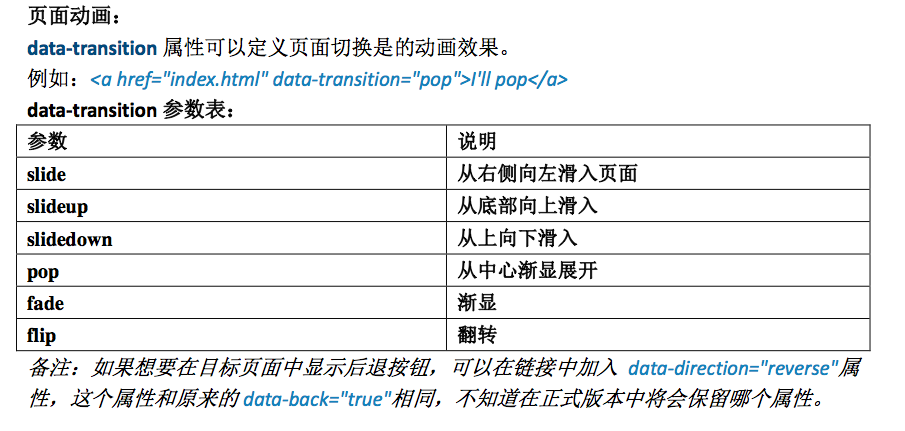 页面动画：
data-transition 属性可以定义页面切换是的动画效果。
例如：<a href="index.html" data-transition="pop">I'll pop</a>
data-transition 参数表：
参数 说明
slide 从右侧向左滑入页面
slideup 从底部向上滑入
slidedown 从上向下滑入
pop 从中心渐显展开
fade 渐显
flip 翻转
备注：如果想要在目标页面中显示后退按钮，可以在链接中加入 data-direction="reverse"属
性，这个属性和原来的 data-back="true"相同，不知道在正式版本中将会保留哪个属性。